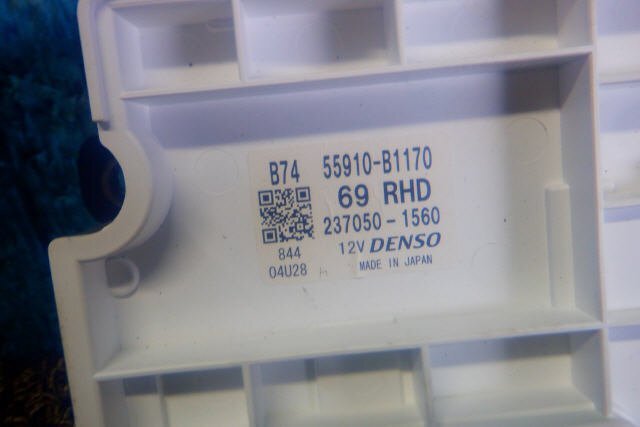 B74 55910-B1170
69 RHD
237050-1560
844 12V DENSO
04U28 MADE IN JAPAN